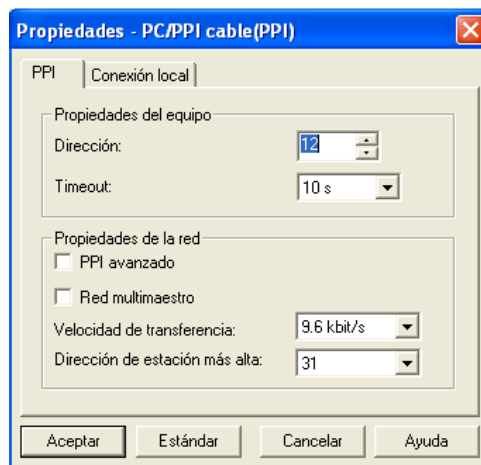 Propiedades - PC/PPI cable(PPI)
PPI
Conexión local
Propiedades del equipo
Dirección:
12
Timeout:
10 s
Propiedades de la red
PPI avanzado
Red multimaestro
Velocidad de transferencia:
9.6 kbit/s
Dirección de estación más alta:
31
Aceptar
Estándar
Cancelar
Ayuda